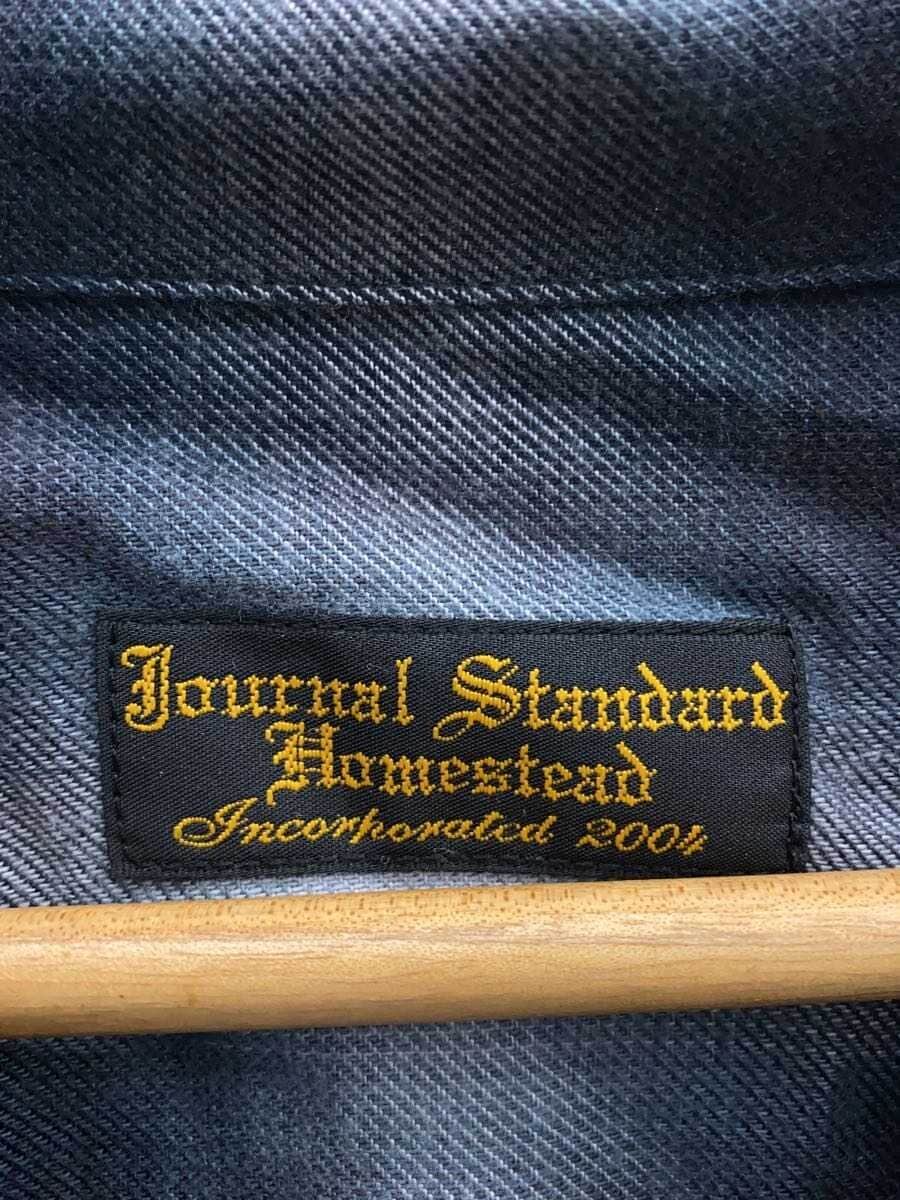 Journal Standard
Homestead
Incorporated 2004